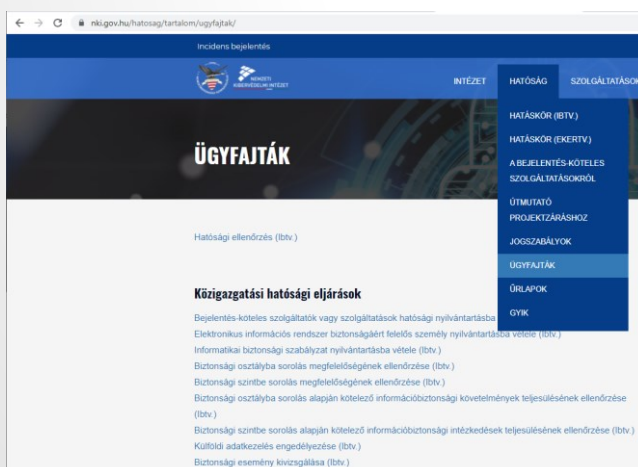 nki.gov.hu/hatosag/tartalom/ugyfajtak/
Incidens bejelentés
NEMZETI
KIBERVÉDELMI INTÉZET
INTÉZET
HATÓSÁG
SZOLGÁLTATÁSOK
HATÁSKÖR (IBTV.)
HATÁSKÖR (EKERTV.)
A BEJELENTÉS-KÖTELES
SZOLGÁLTATÁSOKRÓL
ÚTMUTATÓ
PROJEKTZÁRÁSHOZ
JOGSZABÁLYOK
ÜGYFAJTÁK
ŰRLAPOK
GYIK
ÜGYFAJTÁK
Hatósági ellenőrzés (Ibtv.)
Közigazgatási hatósági eljárások
Bejelentés-köteles szolgáltatók vagy szolgáltatások hatósági nyilvántartásba
Elektronikus információs rendszer biztonságáért felelős személy nyilvántartásba vétele (Ibtv.)
Informatikai biztonsági szabályzat nyilvántartásba vétele (Ibtv.)
Biztonsági osztályba sorolás megfelelőségének ellenőrzése (Ibtv.)
Biztonsági szintbe sorolás megfelelőségének ellenőrzése (Ibtv.)
Biztonsági osztályba sorolás alapján kötelező információbiztonsági követelmények teljesülésének ellenőrzése
(Ibtv.)
Biztonsági szintbe sorolás alapján kötelező információbiztonsági intézkedések teljesülésének ellenőrzése (Ibtv.)
Külföldi adatkezelés engedélyezése (Ibtv.)
Biztonsági esemény kivizsgálása (Ibtv.)